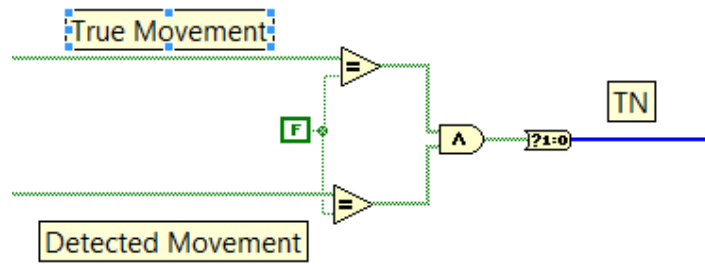 True Movement
=
F
TN
∧
?1:0
=
Detected Movement